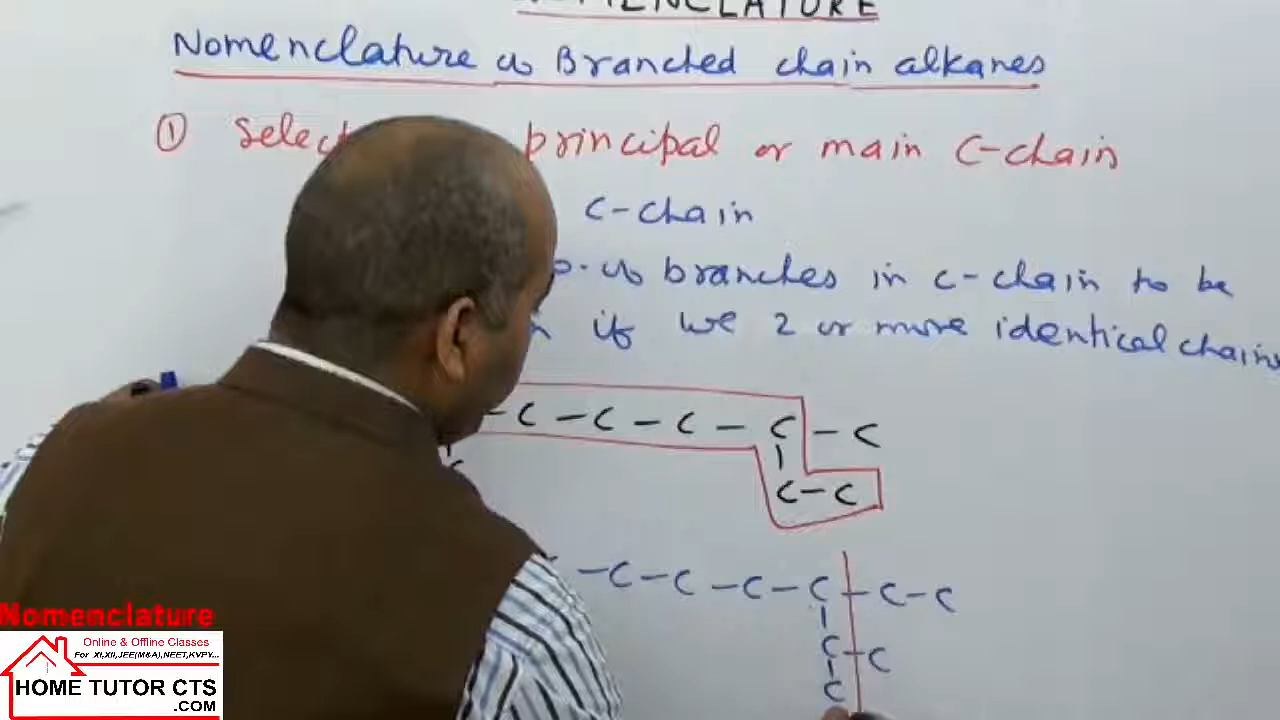 NOMENCLATURE
Nomenclature of Branched chain alkanes
① Select principal or main C-chain
C-chain
of branches in C-chain to be
if we 2 or more identical chains
-C-C-C-C-C
C-C
-C-C-C-C-C-C
C-C
C
Nomenclature
Online & Offline Classes
For XI,XII,JEE(M&A),NEET,KVPY...
HOME TUTOR CTS
.COM